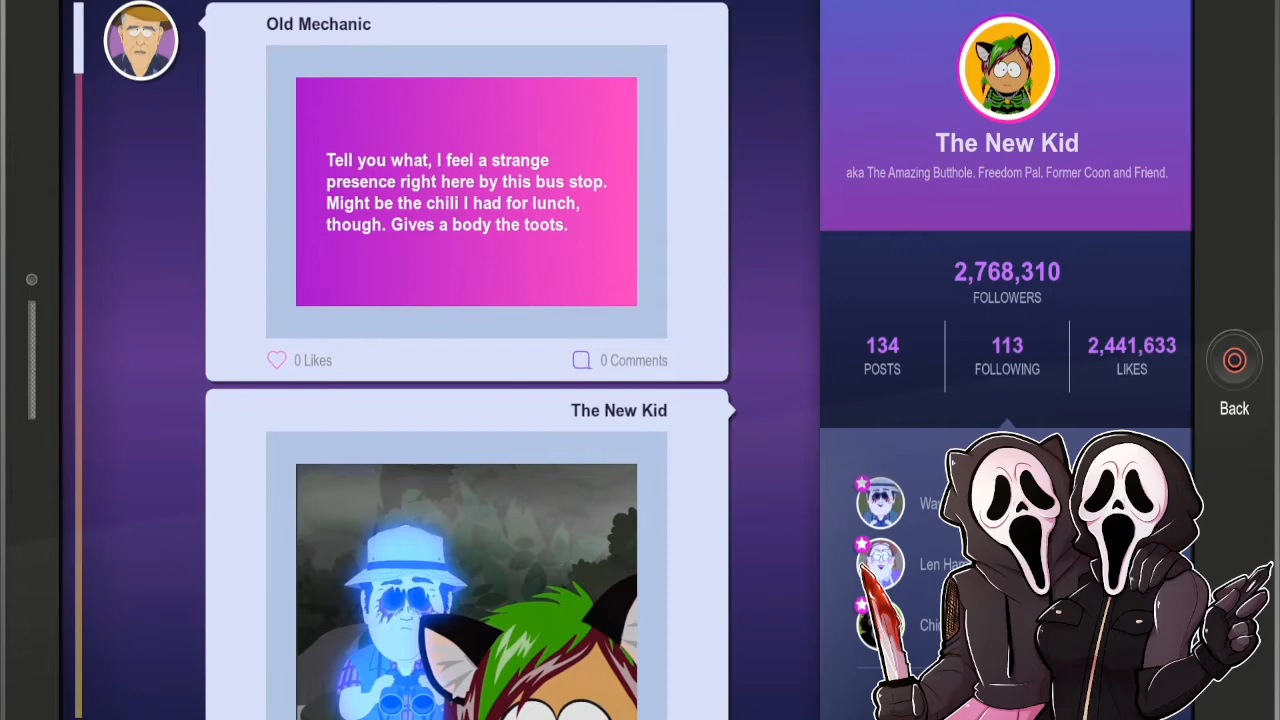 Old Mechanic
Tell you what, I feel a strange
presence right here by this bus stop.
Might be the chili I had for lunch,
though. Gives a body the toots.
0 Likes
0 Comments
The New Kid
The New Kid
aka The Amazing Butthole. Freedom Pal. Former Coon and Friend.
2,768,310
FOLLOWERS
134
POSTS
113
FOLLOWING
2,441,633
LIKES
Len
Back